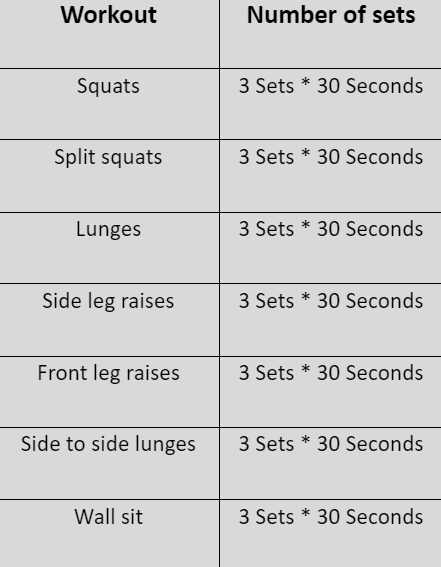 Workout Number of sets
Squats 3 Sets * 30 Seconds
Split squats 3 Sets * 30 Seconds
Lunges 3 Sets * 30 Seconds
Side leg raises 3 Sets * 30 Seconds
Front leg raises 3 Sets * 30 Seconds
Side to side lunges 3 Sets * 30 Seconds
Wall sit 3 Sets * 30 Seconds